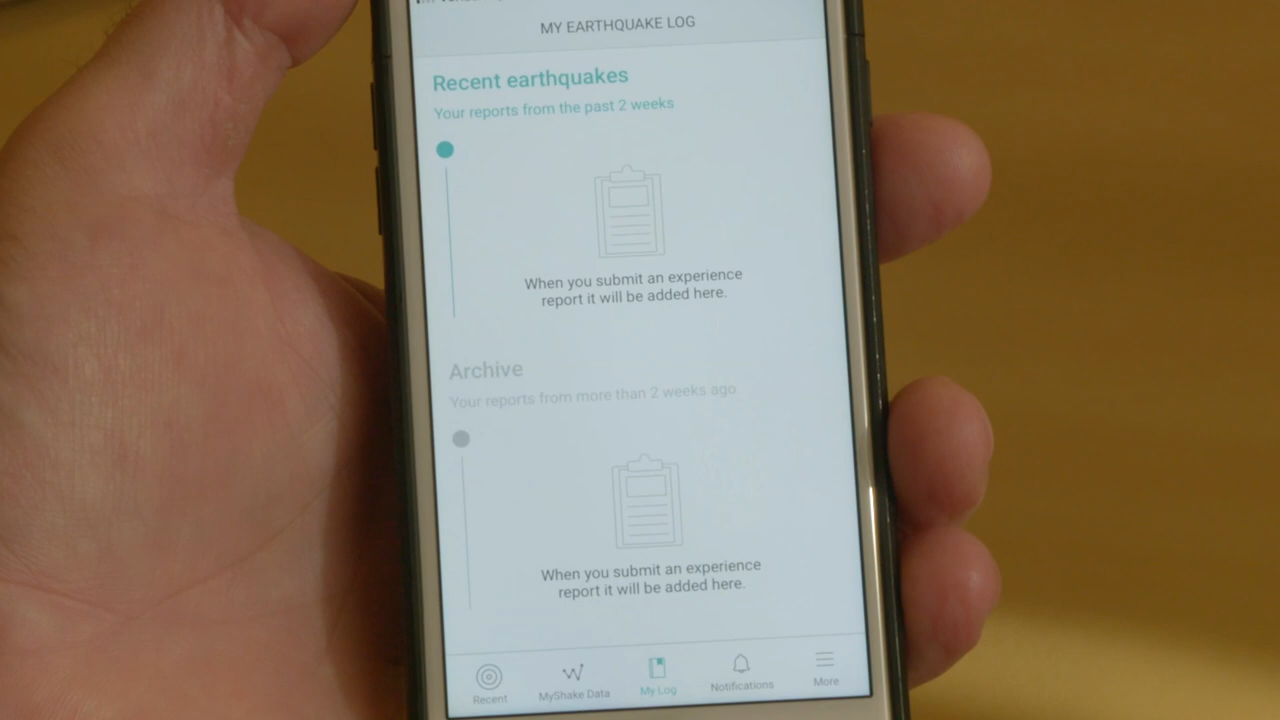 MY EARTHQUAKE LOG
Recent earthquakes
Your reports from the past 2 weeks
When you submit an experience
report it will be added here.
Archive
Your reports from more than 2 weeks ago
When you submit an experience
report it will be added here.
Recent
MyShake Data
My Log
Notifications
More